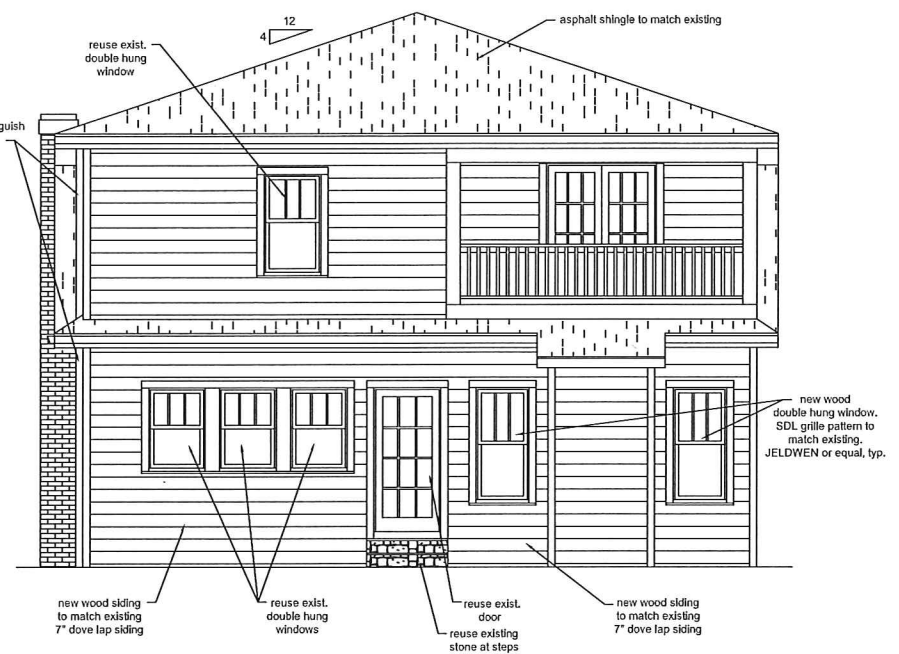 12
4
asphalt shingle to match existing
reuse exist.
double hung
window
new wood
double hung window.
SDL grille pattern to
match existing.
JELDWEN or equal, typ.
new wood siding
to match existing
7" dove lap siding
reuse exist.
double hung
windows
reuse exist.
door
reuse existing
stone at steps
new wood siding
to match existing
7" dove lap siding